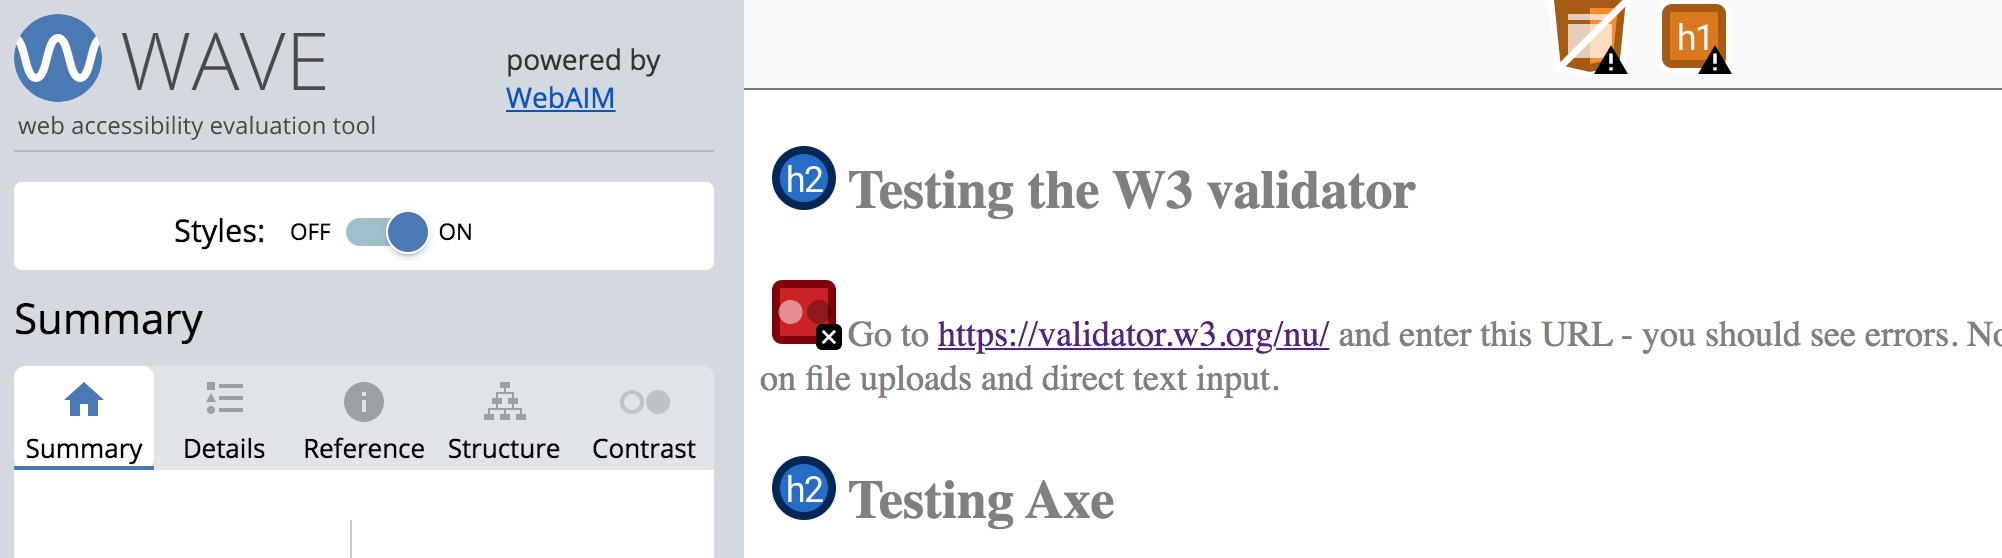 WAVE
powered by
WebAIM
web accessibility evaluation tool
Styles: OFF ON
Summary
Summary Details Reference Structure Contrast
h1
h2 Testing the W3 validator
Go to https://validator.w3.org/nu/ and enter this URL - you should see errors.
on file uploads and direct text input.
h2 Testing Axe